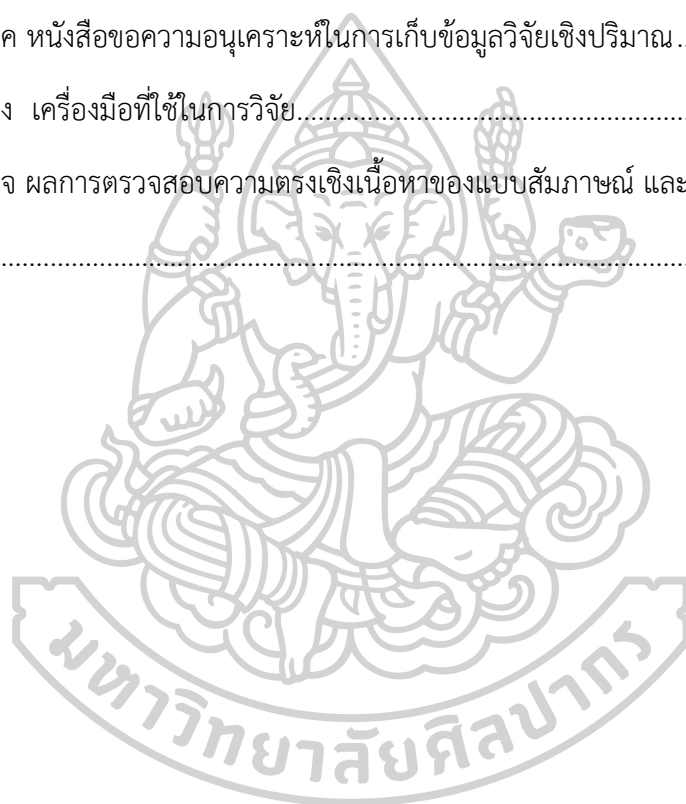 ค หนังสือขอความอนุเคราะห์ในการเก็บข้อมูลวิจัยเชิงปริมาณ..
ง เครื่องมือที่ใช้ในการวิจัย......................................................................
จ ผลการตรวจสอบความตรงเชิงเนื้อหาของแบบสัมภาษณ์ และ
........................................................................................................................
มหาวิทยาลัยศิลปากร